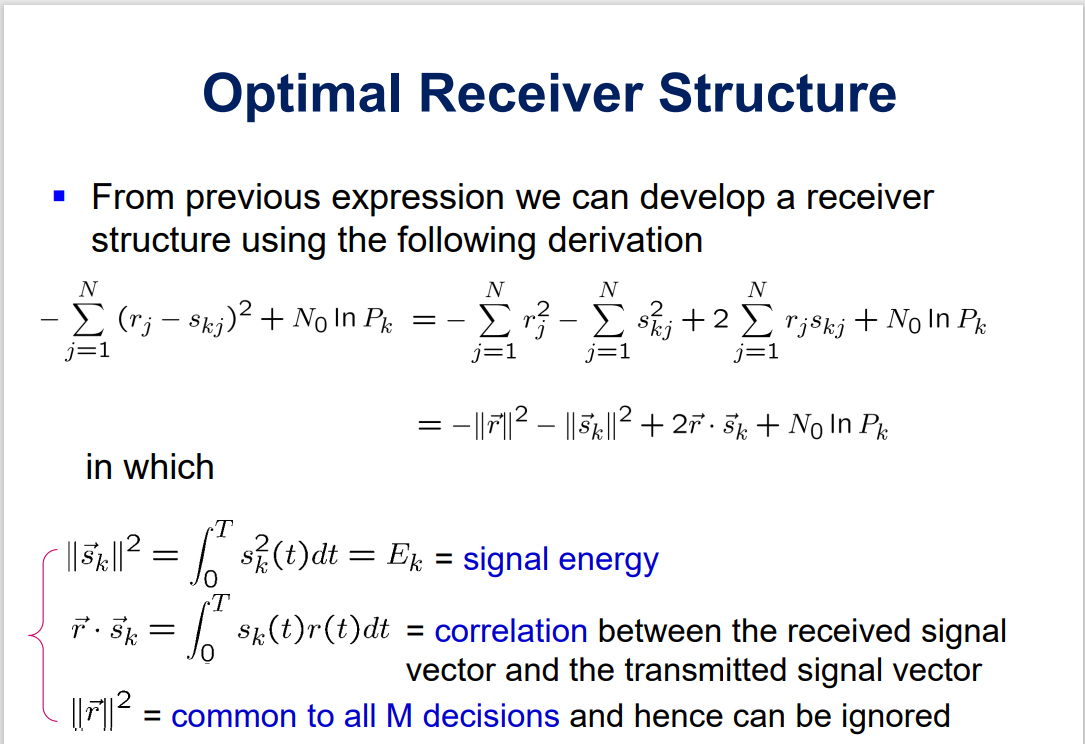 Optimal Receiver Structure
▪ From previous expression we can develop a receiver
structure using the following derivation
$-\sum_{j=1}^{N} (r_j - s_{kj})^2 + N_0 \ln P_k = -\sum_{j=1}^{N} r_j^2 - \sum_{j=1}^{N} s_{kj}^2 + 2\sum_{j=1}^{N} r_j s_{kj} + N_0 \ln P_k$
$= -\|\vec{r}\|^2 - \|\vec{s}_k\|^2 + 2\vec{r} \cdot \vec{s}_k + N_0 \ln P_k$
in which
$\|\vec{s}_k\|^2 = \int_0^T s_k^2(t)dt = E_k$ = signal energy
$\vec{r} \cdot \vec{s}_k = \int_0^T s_k(t)r(t)dt$ = correlation between the received signal
vector and the transmitted signal vector
$\|\vec{r}\|^2$ = common to all M decisions and hence can be ignored